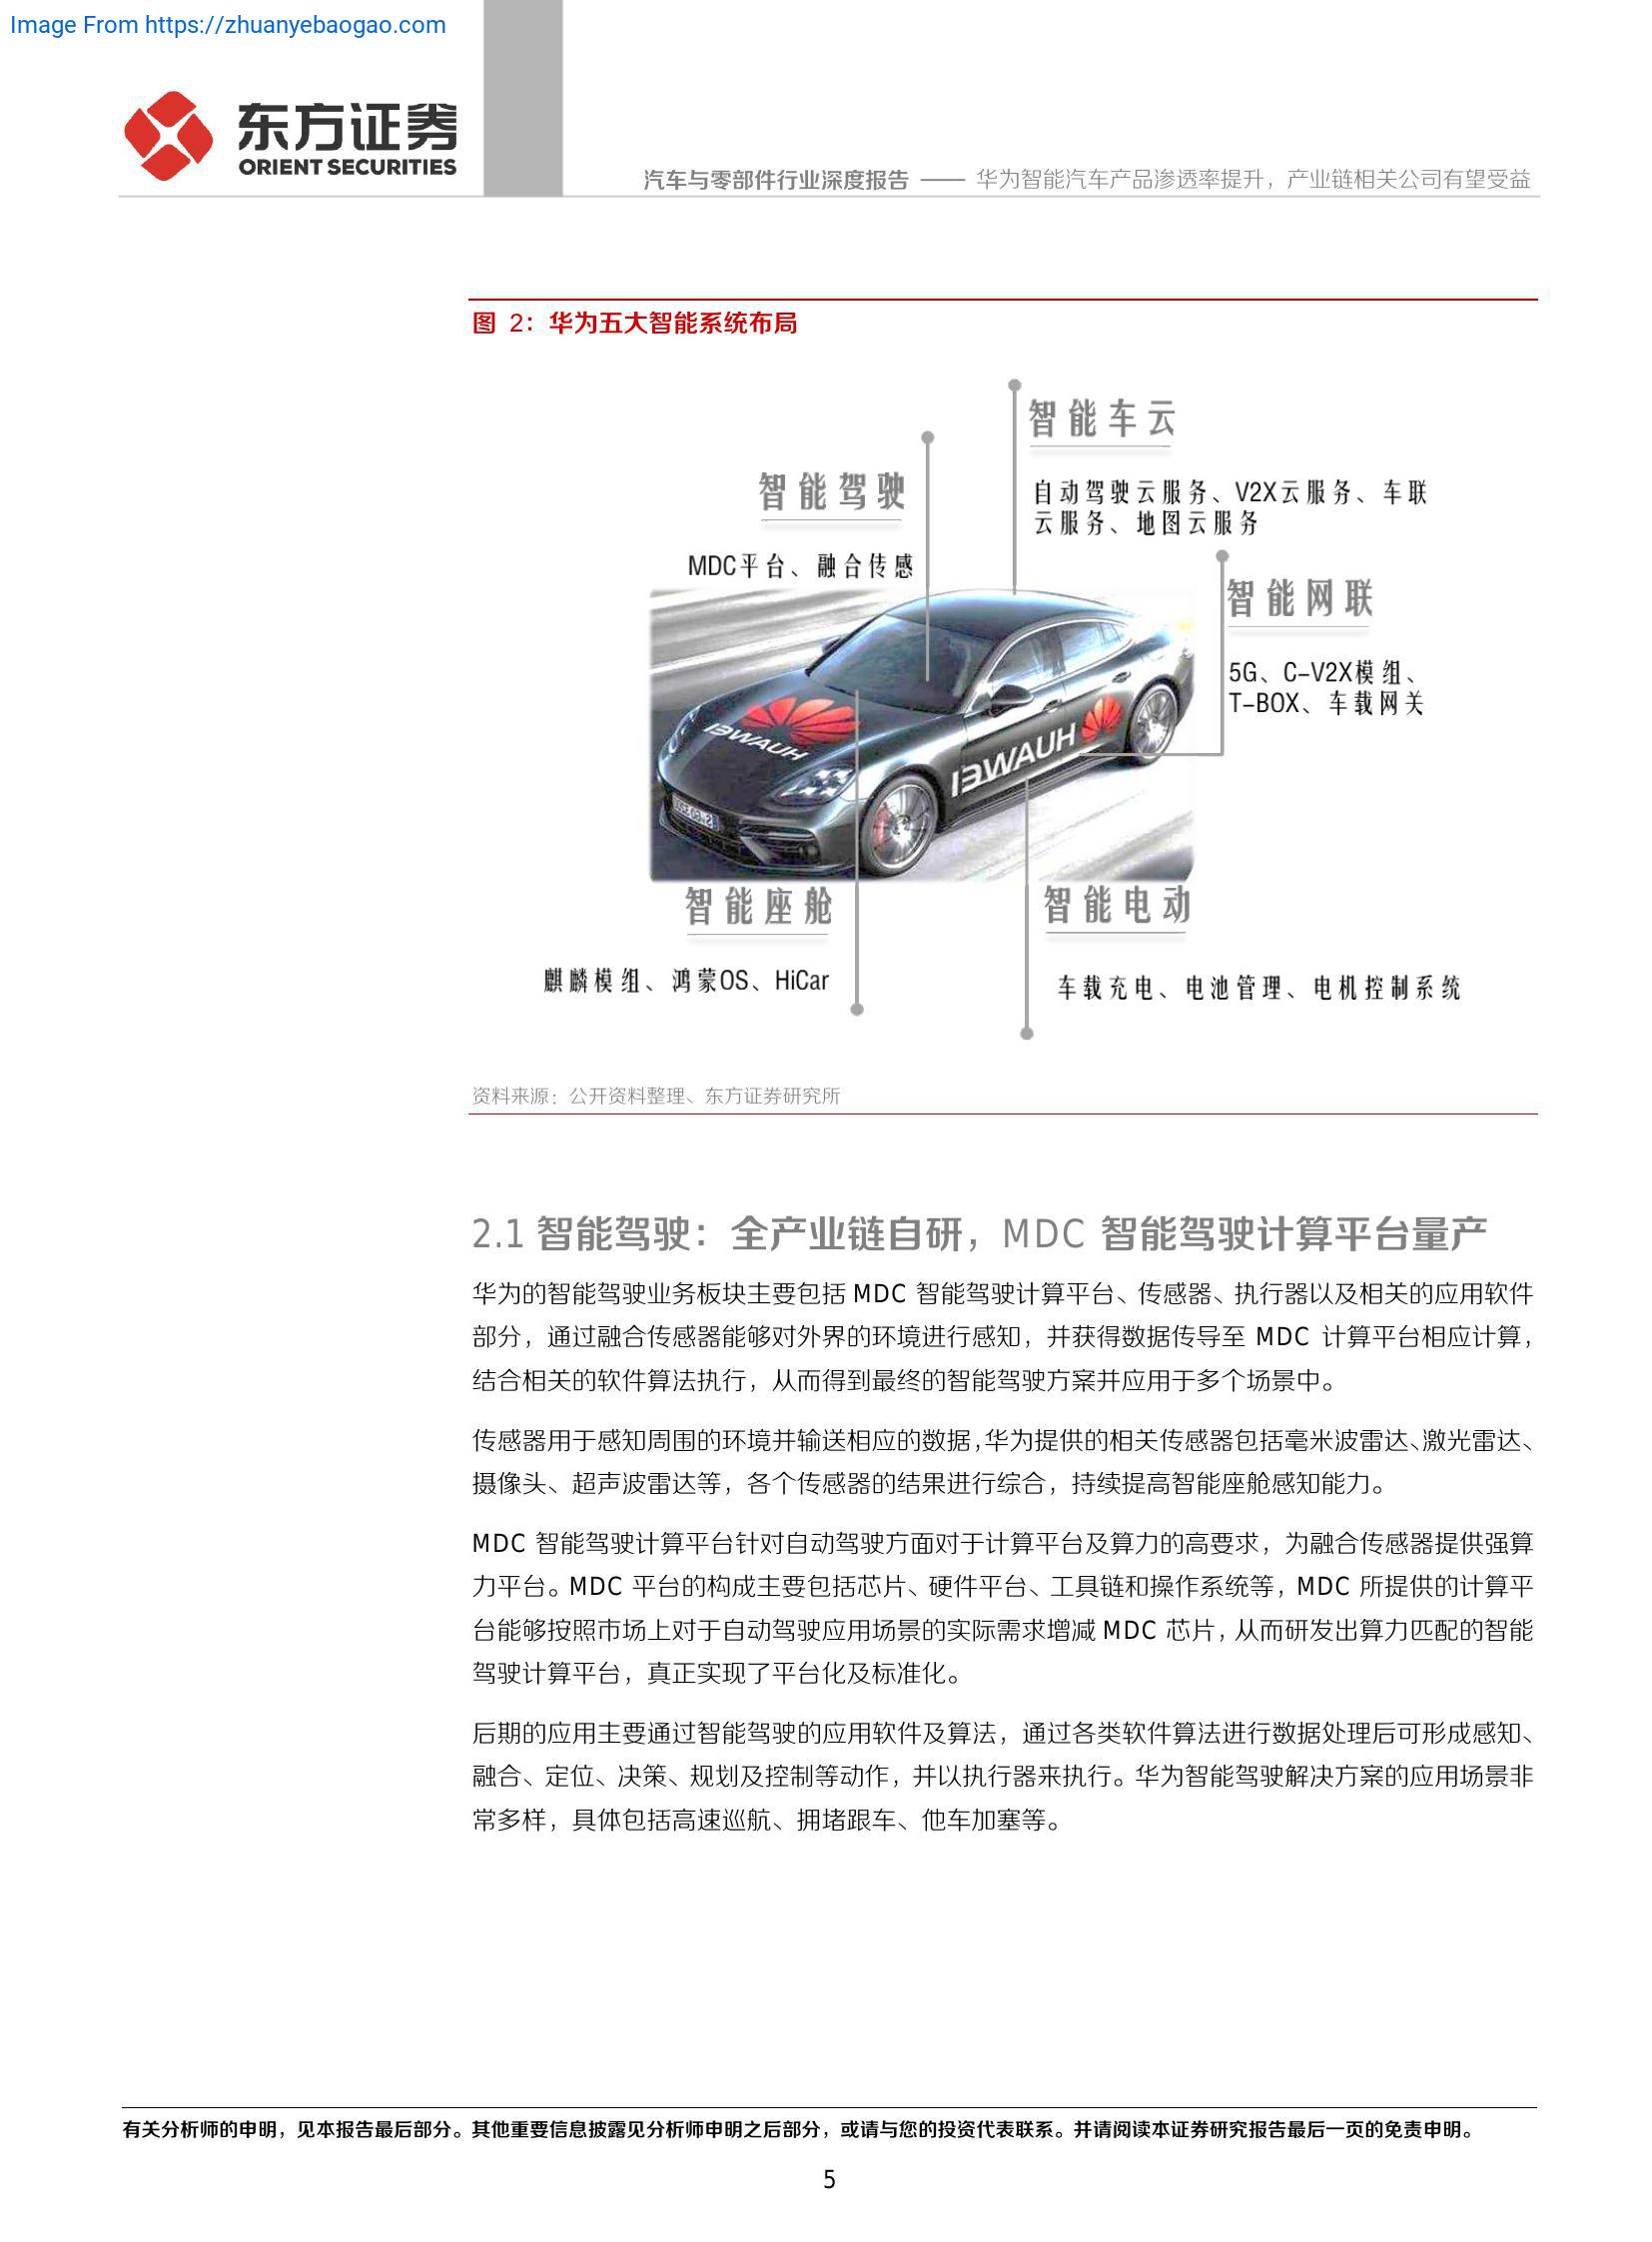 Image From https://zhuanyebaogao.com
东方证券
ORIENT SECURITIES
汽车与零部件行业深度报告 —— 华为智能汽车产品渗透率提升，产业链相关公司有望受益
图 2：华为五大智能系统布局
智能车云
自动驾驶云服务、V2X云服务、车联
云服务、地图云服务
智能驾驶
MDC平台、融合传感
智能网联
5G、C-V2X模组、
T-BOX、车载网关
智能座舱
麒麟模组、鸿蒙OS、HiCar
智能电动
车载充电、电池管理、电机控制系统
资料来源：公开资料整理、东方证券研究所
2.1 智能驾驶：全产业链自研，MDC 智能驾驶计算平台量产
华为的智能驾驶业务板块主要包括 MDC 智能驾驶计算平台、传感器、执行器以及相关的应用软件
部分，通过融合传感器能够对外界的环境进行感知，并获得数据传导至 MDC 计算平台相应计算，
结合相关的软件算法执行，从而得到最终的智能驾驶方案并应用于多个场景中。
传感器用于感知周围的环境并输送相应的数据，华为提供的相关传感器包括毫米波雷达、激光雷达、
摄像头、超声波雷达等，各个传感器的结果进行综合，持续提高智能座舱感知能力。
MDC 智能驾驶计算平台针对自动驾驶方面对于计算平台及算力的高要求，为融合传感器提供强算
力平台。MDC 平台的构成主要包括芯片、硬件平台、工具链和操作系统等，MDC 所提供的计算平
台能够按照市场上对于自动驾驶应用场景的实际需求增减 MDC 芯片，从而研发出算力匹配的智能
驾驶计算平台，真正实现了平台化及标准化。
后期的应用主要通过智能驾驶的应用软件及算法，通过各类软件算法进行数据处理后可形成感知、
融合、定位、决策、规划及控制等动作，并以执行器来执行。华为智能驾驶解决方案的应用场景非
常多样，具体包括高速巡航、拥堵跟车、他车加塞等。
有关分析师的申明，见本报告最后部分。其他重要信息披露见分析师申明之后部分，或请与您的投资代表联系。并请阅读本证券研究报告最后一页的免责申明。
5